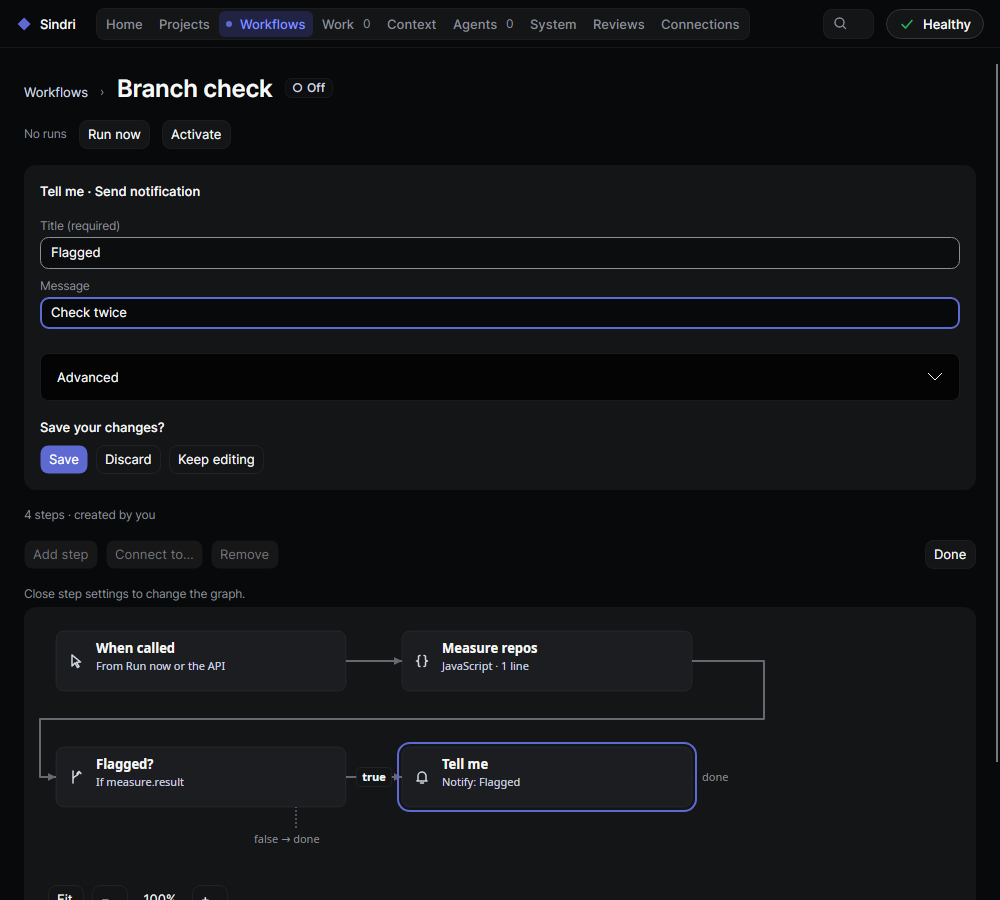 Sindri Home Projects Workflows Work 0 Context Agents 0 System Reviews Connections Healthy
Workflows › Branch check Off
No runs Run now Activate
Tell me · Send notification
Title (required)
Flagged
Message
Check twice
Advanced
Save your changes?
Save Discard Keep editing
4 steps · created by you
Add step Connect to... Remove Done
Close step settings to change the graph.
When called
From Run now or the API
{} Measure repos
JavaScript · 1 line
Flagged?
If measure.result
true
Tell me
Notify: Flagged
done
false → done
Fit − 100% +